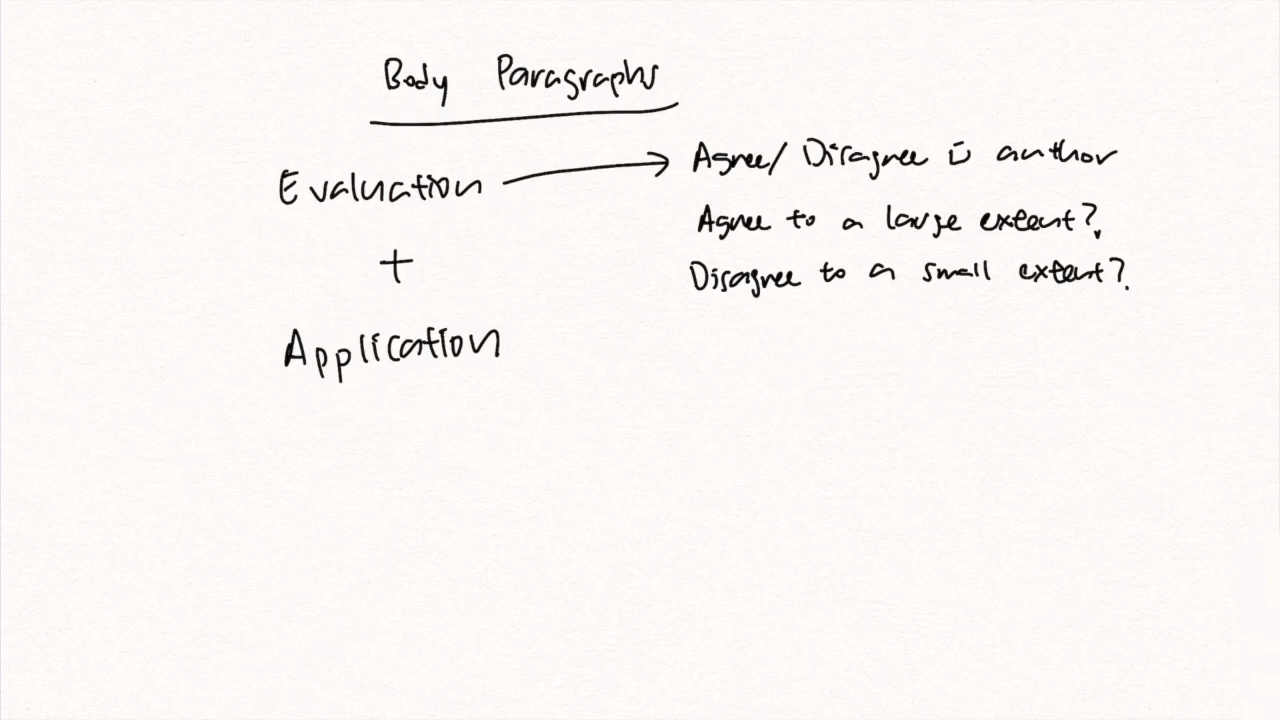 Body Paragraphs
Evaluation
Agree/ Disagree c̄ author
Agree to a large extent?
Disagree to a small extent?
+
Application